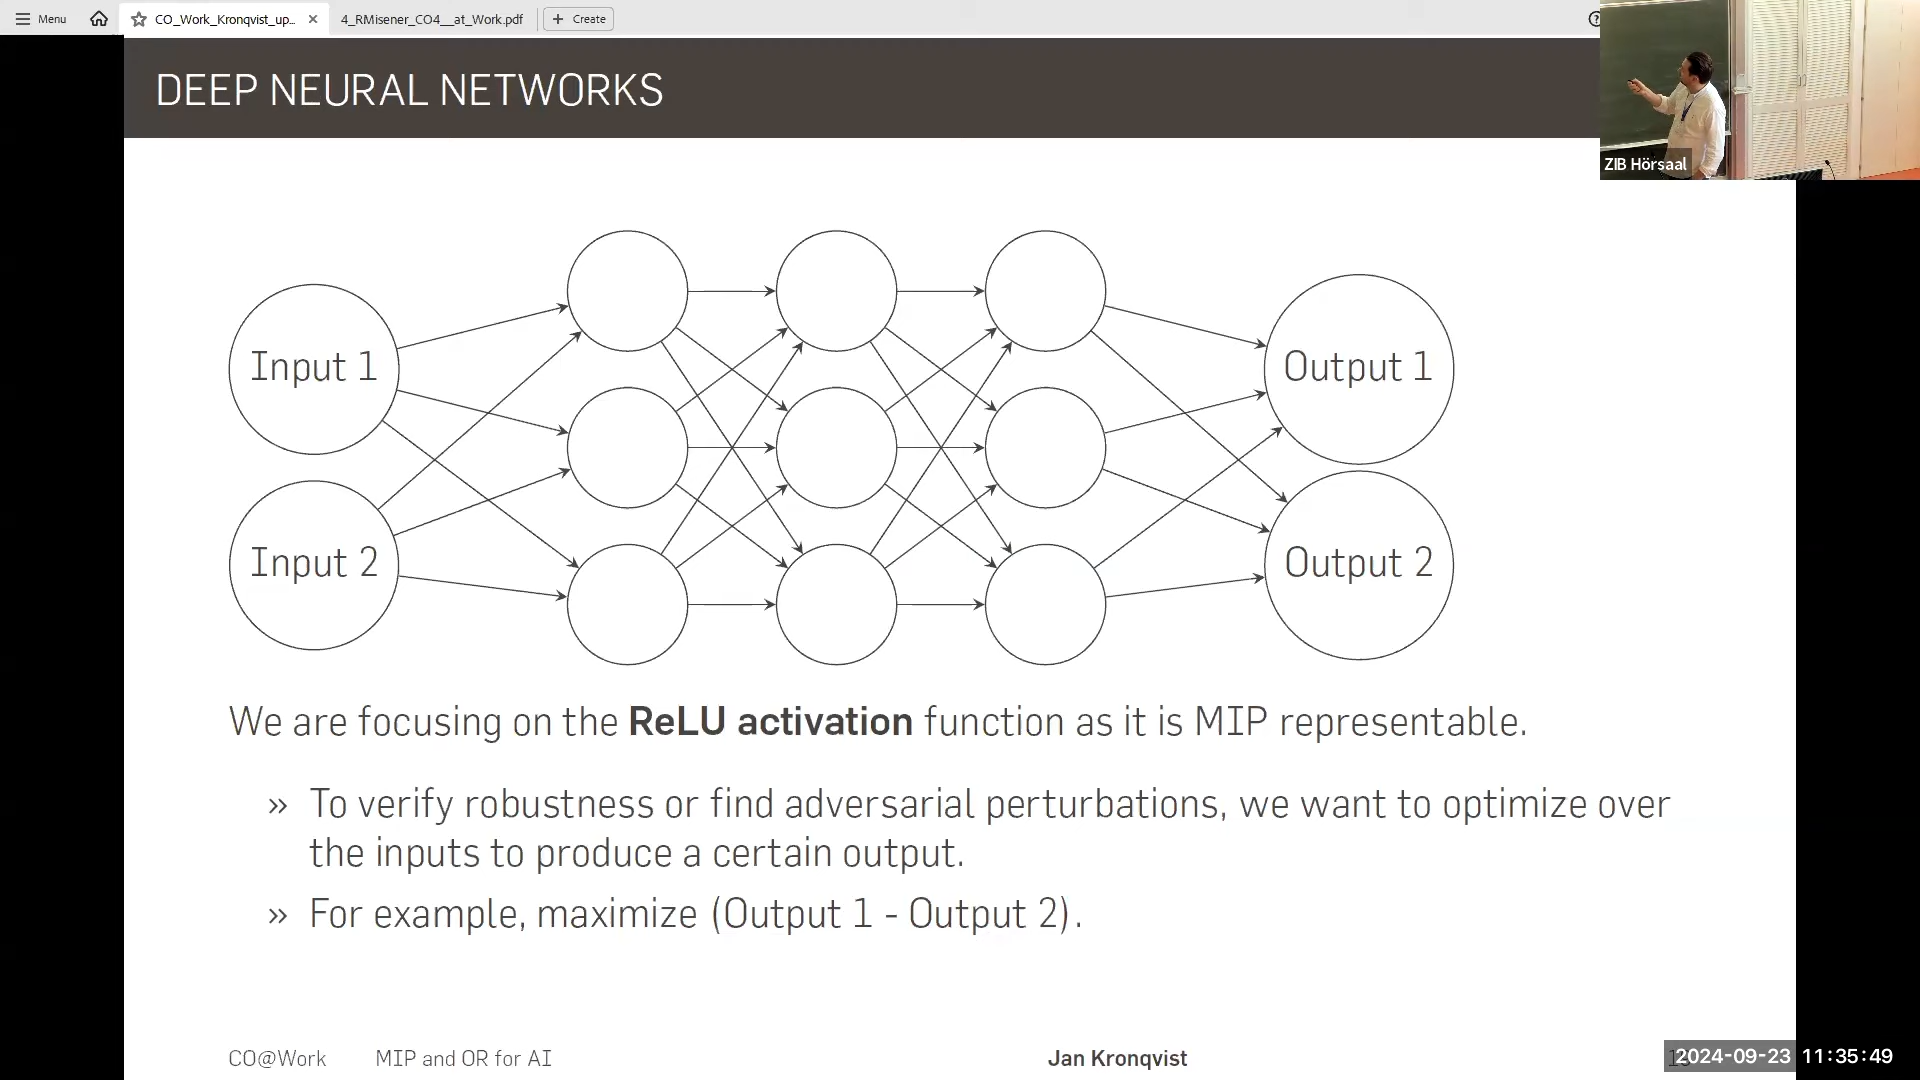 Menu
CO_Work_Kronqvist_up...
4_RMisener_CO4__at_Work.pdf
Create
DEEP NEURAL NETWORKS
ZIB Hörsaal
Input 1
Output 1
Input 2
Output 2
We are focusing on the ReLU activation function as it is MIP representable.
» To verify robustness or find adversarial perturbations, we want to optimize over
the inputs to produce a certain output.
» For example, maximize (Output 1 - Output 2).
CO@Work MIP and OR for AI Jan Kronqvist
2024-09-23 11:35:49